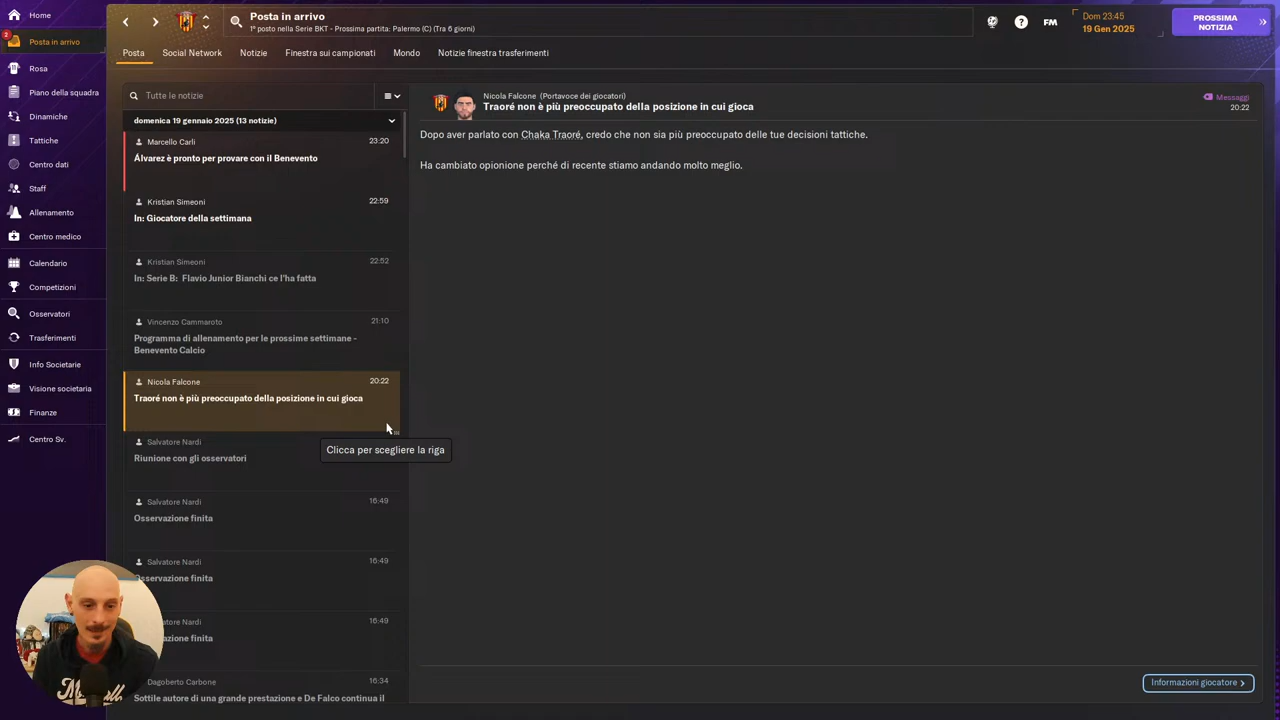 Home
Posta in arrivo
2
Rosa
Piano della squadra
Dinamiche
Tattiche
Centro dati
Staff
Allenamento
Centro medico
Calendario
Competizioni
Osservatori
Trasferimenti
Info Societarie
Visione societaria
Finanze
Centro Sv.
Posta in arrivo
1º posto nella Serie BKT - Prossima partita: Palermo (C) (Tra 6 giorni)
FM
Dom 23:45
19 Gen 2025
PROSSIMA
NOTIZIA
Posta Social Network Notizie Finestra sui campionati Mondo Notizie finestra trasferimenti
Tutte le notizie
domenica 19 gennaio 2025 (13 notizie)
Marcello Carli 23:20
Álvarez è pronto per provare con il Benevento
Kristjan Simeoni 22:59
In: Giocatore della settimana
Kristjan Simeoni 22:52
In: Serie B: Flavio Junior Bianchi ce l'ha fatta
Vincenzo Cammaroto 21:10
Programma di allenamento per le prossime settimane -
Benevento Calcio
Nicola Falcone 20:22
Traoré non è più preoccupato della posizione in cui gioca
Clicca per scegliere la riga
Salvatore Nardi
Riunione con gli osservatori
Salvatore Nardi 16:49
Osservazione finita
Salvatore Nardi 16:49
Osservazione finita
atore Nardi 16:49
azione finita
Dagoberto Carbone 16:34
Sottile autore di una grande prestazione e De Falco continua il
Nicola Falcone (Portavoce dei giocatori)
Traoré non è più preoccupato della posizione in cui gioca
Messaggi
20:22
Dopo aver parlato con Chaka Traoré, credo che non sia più preoccupato delle tue decisioni tattiche.
Ha cambiato opionione perché di recente stiamo andando molto meglio.
Informazioni giocatore